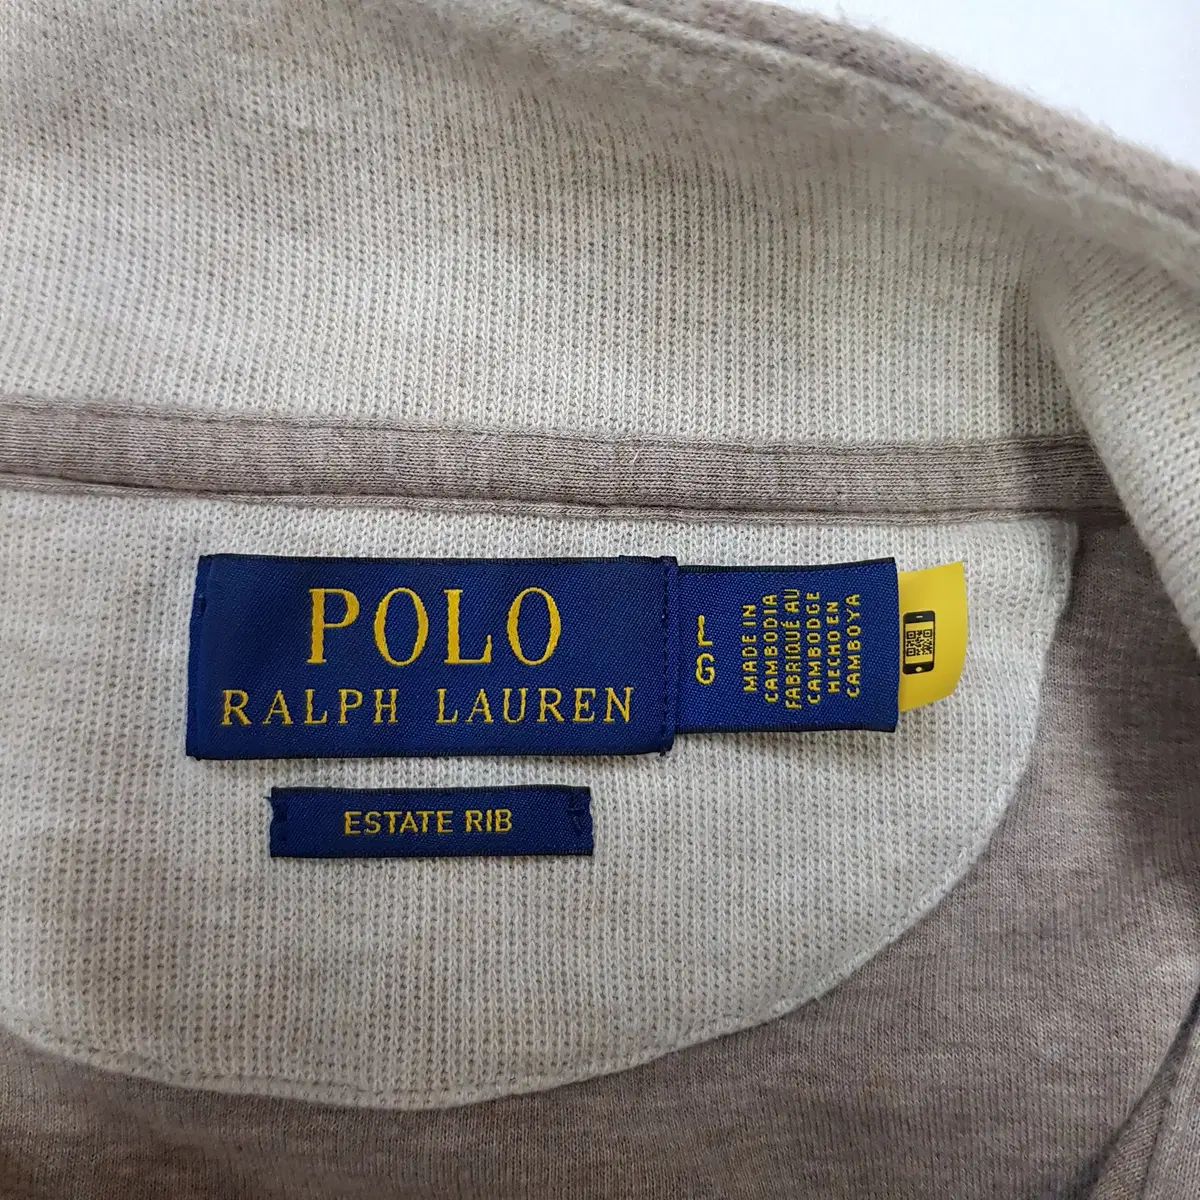 POLO
RALPH LAUREN
L
G
MADE IN
CAMBODIA
FABRIQUÉ AU
CAMBODGE
HECHO EN
CAMBOYA
ESTATE RIB